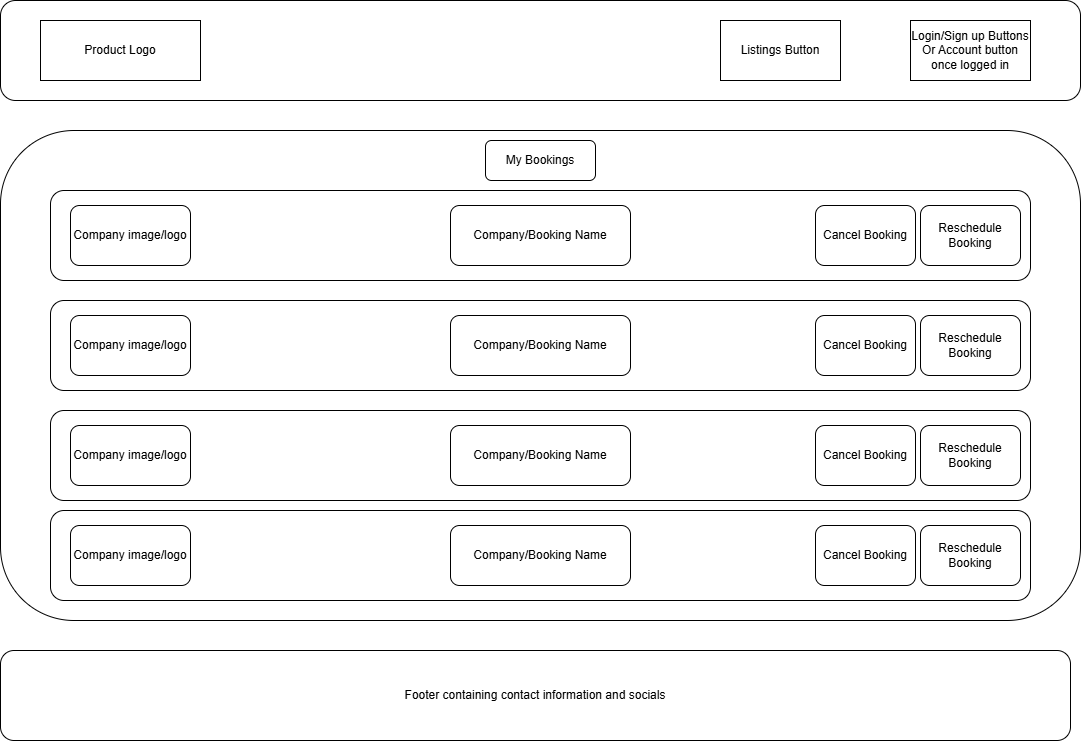 Product Logo
Listings Button
Login/Sign up Buttons
Or Account button
once logged in
My Bookings
Company image/logo
Company/Booking Name
Cancel Booking
Reschedule
Booking
Company image/logo
Company/Booking Name
Cancel Booking
Reschedule
Booking
Company image/logo
Company/Booking Name
Cancel Booking
Reschedule
Booking
Company image/logo
Company/Booking Name
Cancel Booking
Reschedule
Booking
Footer containing contact information and socials